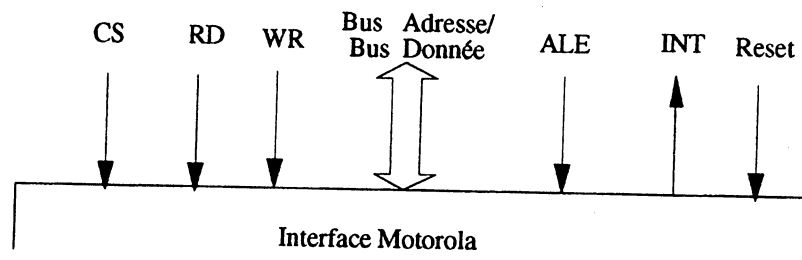 CS
RD
WR
Bus Adresse/
Bus Donnée
ALE
INT
Reset
Interface Motorola